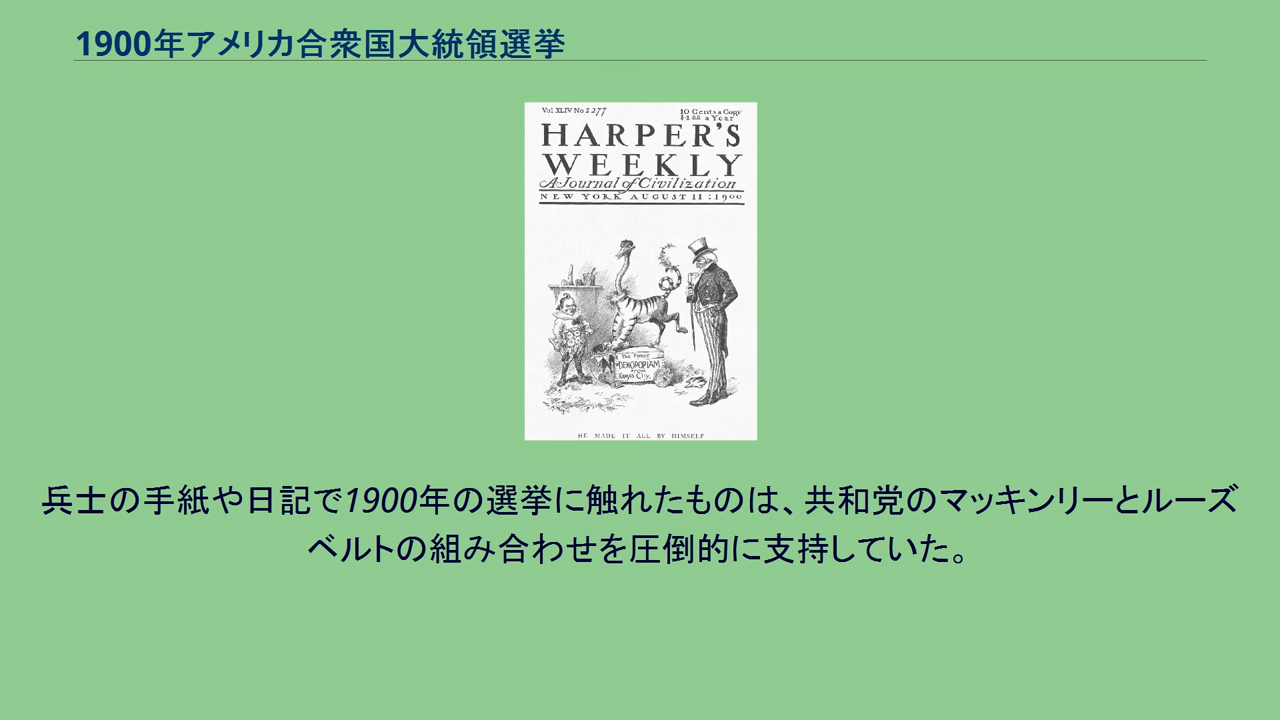 1900年アメリカ合衆国大統領選挙
Vol XLIV No 2277
10 Cents a Copy
a Year
HARPER'S
WEEKLY
A Journal of Civilization
NEW YORK AUGUST 11 : 1900
DEMOPOPIAM
Kansas City.
HE MADE IT ALL BY HIMSELF
兵士の手紙や日記で1900年の選挙に触れたものは、共和党のマッキンリーとルーズ
ベルトの組み合わせを圧倒的に支持していた。